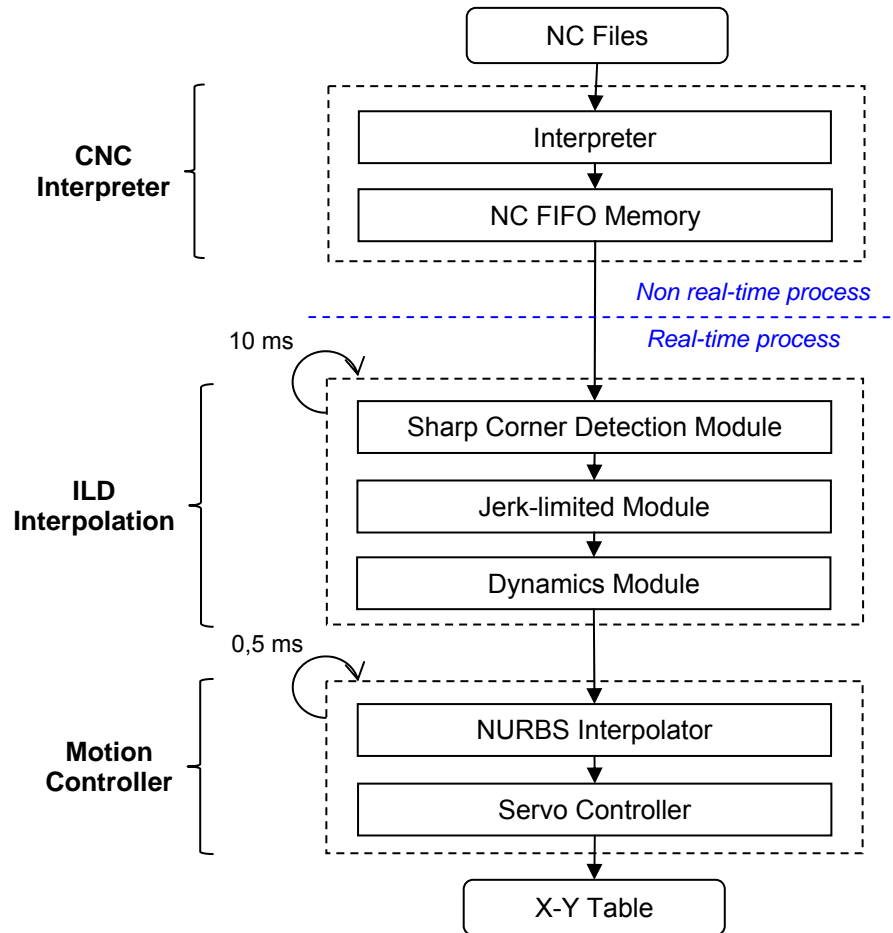 NC Files
CNC
Interpreter
Interpreter
NC FIFO Memory
Non real-time process
Real-time process
10 ms
ILD
Interpolation
Sharp Corner Detection Module
Jerk-limited Module
Dynamics Module
0,5 ms
Motion
Controller
NURBS Interpolator
Servo Controller
X-Y Table